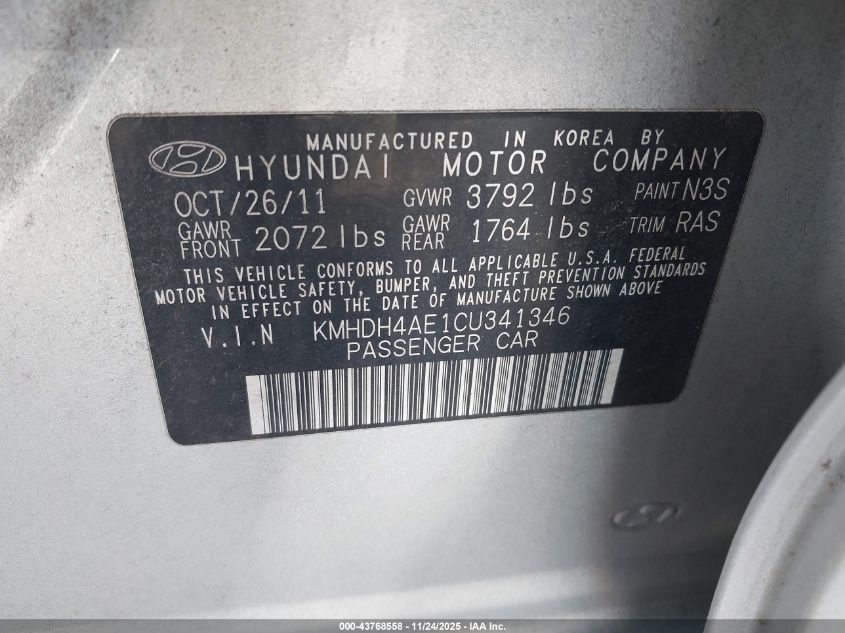 MANUFACTURED IN KOREA BY
HYUNDAI MOTOR COMPANY
OCT/26/11 GVWR 3792 lbs PAINT N3S
GAWR FRONT 2072 lbs GAWR REAR 1764 lbs TRIM RAS
THIS VEHICLE CONFORMS TO ALL APPLICABLE U.S.A. FEDERAL
MOTOR VEHICLE SAFETY, BUMPER, AND THEFT PREVENTION STANDARDS
IN EFFECT ON THE DATE OF MANUFACTURE SHOWN ABOVE
V.I.N KMHDH4AE1CU341346
PASSENGER CAR
000-43768558 - 11/24/2025 - IAA Inc.